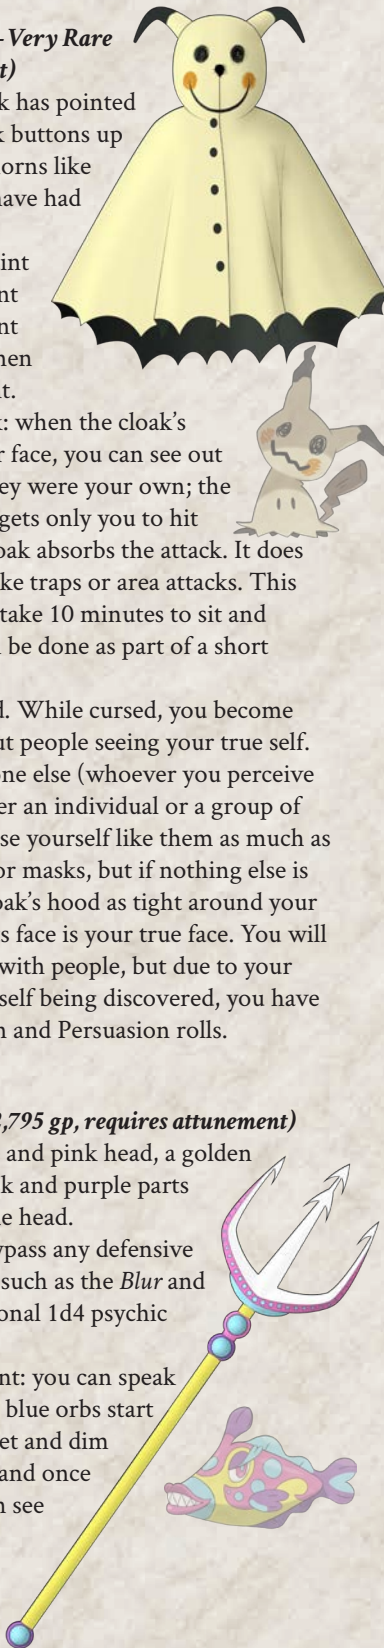 - Very Rare
t)
k has pointed
k buttons up
orns like
have had
int
nt
nt
hen
t.
k: when the cloak's
r face, you can see out
ey were your own; the
gets only you to hit
oak absorbs the attack. It does
ke traps or area attacks. This
take 10 minutes to sit and
l be done as part of a short
d. While cursed, you become
ut people seeing your true self.
one else (whoever you perceive
er an individual or a group of
se yourself like them as much as
or masks, but if nothing else is
oak's hood as tight around your
s face is your true face. You will
with people, but due to your
self being discovered, you have
n and Persuasion rolls.
,795 gp, requires attunement)
and pink head, a golden
k and purple parts
e head.
ypass any defensive
such as the Blur and
onal 1d4 psychic
nt: you can speak
blue orbs start
et and dim
and once
n see